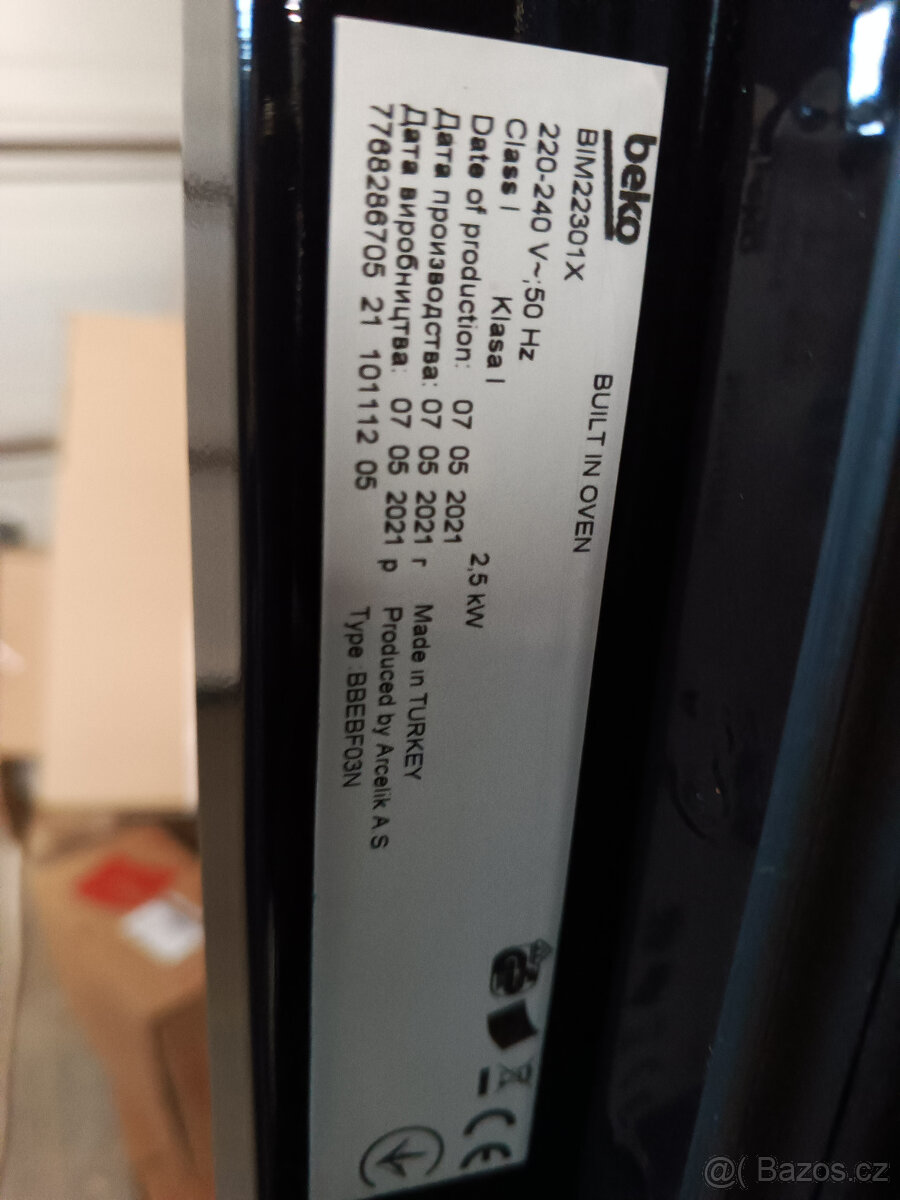 beko
BIM22301X BUILT IN OVEN
220-240 V~;50 Hz
Class I Klasa I 2,5 kW
Date of production: 07 05 2021
Дата производства: 07 05 2021 г Made in TURKEY
Дата виробництва: 07 05 2021 р Produced by Arcelik A.S
7768286705 21 101112 05 Type :BBEBF03N
CE
@( Bazos.cz